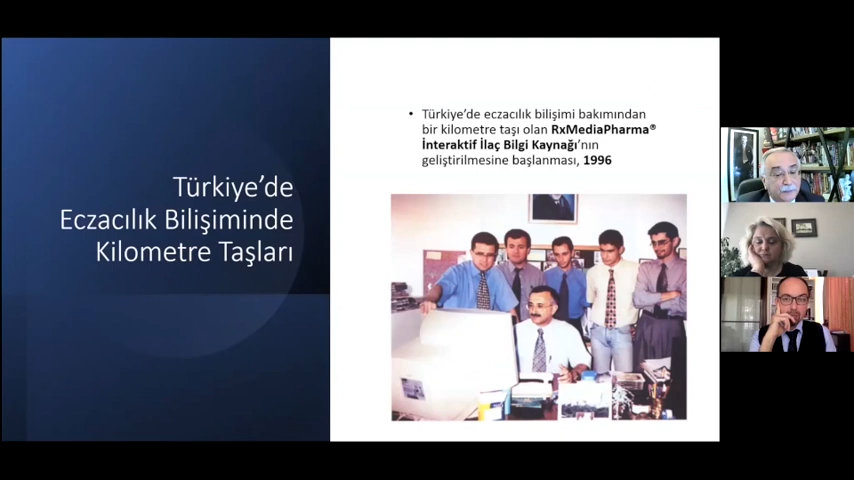 Türkiye'de
Eczacılık Bilişiminde
Kilometre Taşları
• Türkiye'de eczacılık bilişimi bakımından
bir kilometre taşı olan RxMediaPharma®
İnteraktif İlaç Bilgi Kaynağı'nın
geliştirilmesine başlanması, 1996